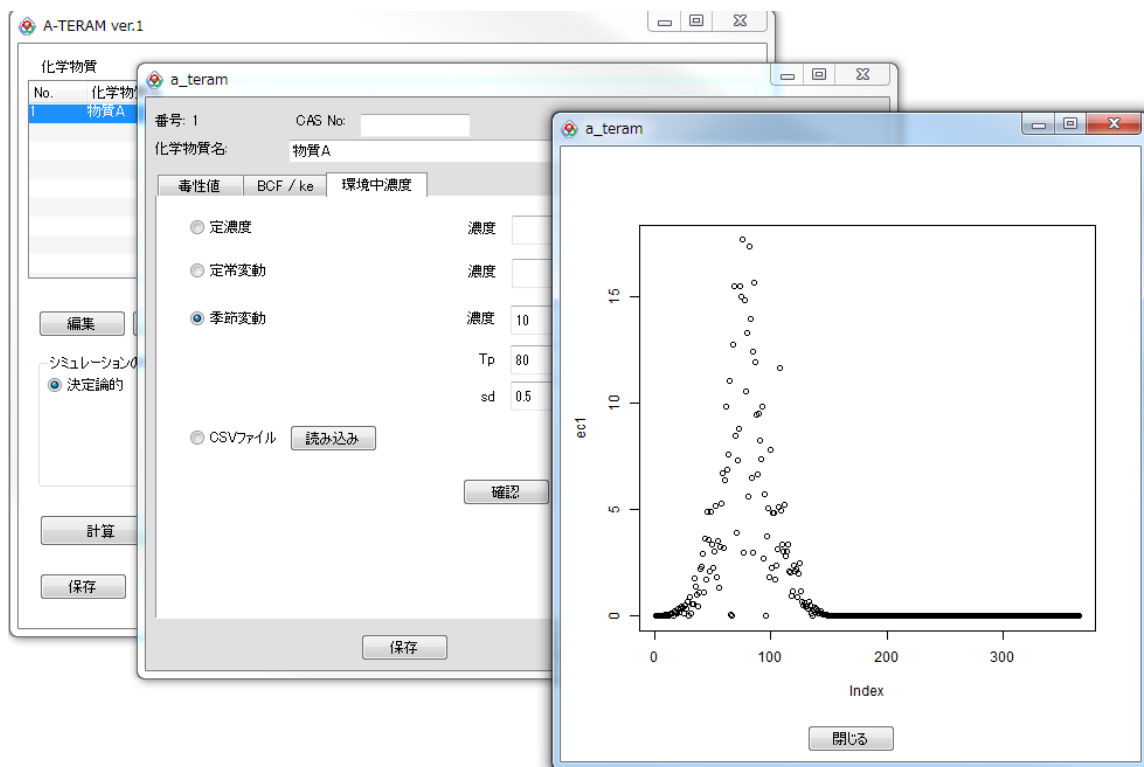 A-TERAM ver.1
化学物質
No. 化学物
1 物質A
編集
シミュレーションの
決定論的
計算
保存
a_teram
番号: 1 CAS No:
化学物質名: 物質A
毒性値 BCF / ke 環境中濃度
定濃度 濃度
定常変動 濃度
季節変動 濃度 10
Tp 80
sd 0.5
CSVファイル 読み込み
確認
保存
a_teram
15
10
5
0
ec1
0 100 200 300
Index
閉じる